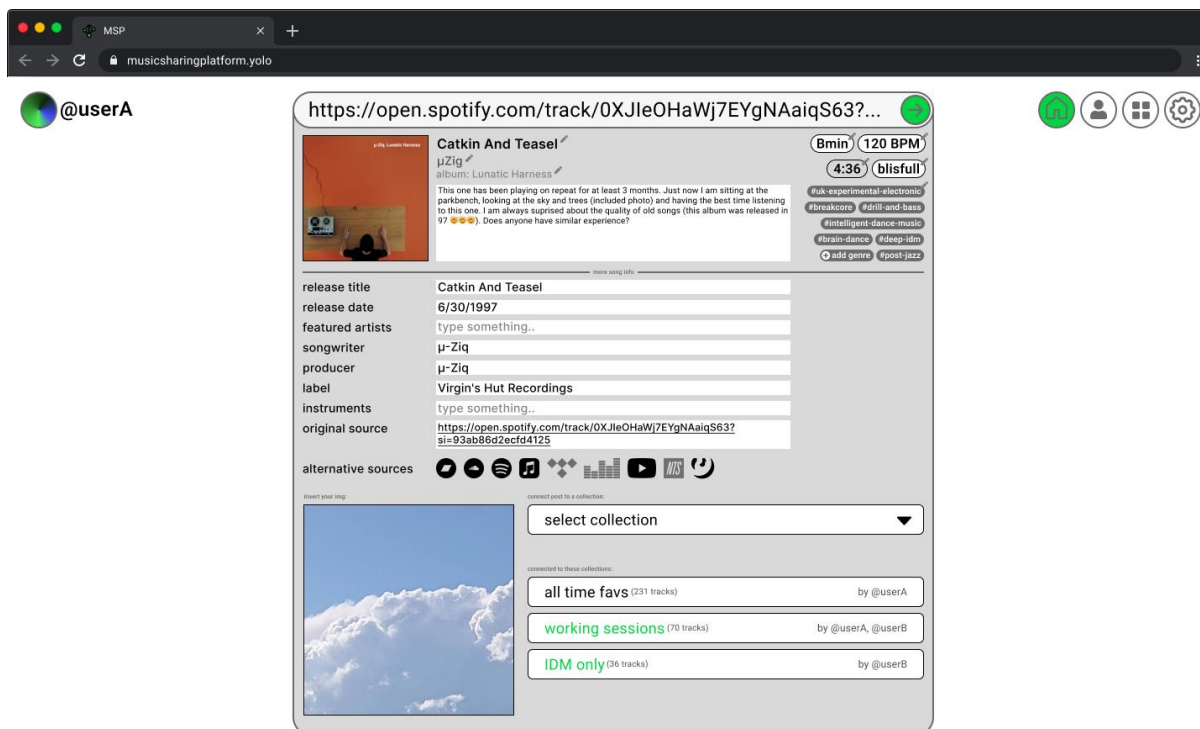 MSP
musicsharingplatform.yolo
@userA
https://open.spotify.com/track/0XJIeOHaWj7EYgNAaiqS63?...
µ-Ziq, Lunatic Harness
Catkin And Teasel
µZig
album: Lunatic Harness
Bmin 120 BPM
4:36 blisfull
This one has been playing on repeat for at least 3 months. Just now I am sitting at the
parkbench, looking at the sky and trees (included photo) and having the best time listening
to this one. I am always suprised about the quality of old songs (this album was released in
97 😍😍😍). Does anyone have similar experience?
#uk-experimental-electronic
#breakcore #drill-and-bass
#intelligent-dance-music
#brain-dance #deep-idm
add genre #post-jazz
more song info
release title Catkin And Teasel
release date 6/30/1997
featured artists type something..
songwriter µ-Ziq
producer µ-Ziq
label Virgin's Hut Recordings
instruments type something..
original source https://open.spotify.com/track/0XJIeOHaWj7EYgNAaiqS63?
si=93ab86d2ecfd4125
alternative sources
NTS
insert your img:
connect post to a collection:
select collection
connected to these collections:
all time favs (231 tracks) by @userA
working sessions (70 tracks) by @userA, @userB
IDM only (36 tracks) by @userB